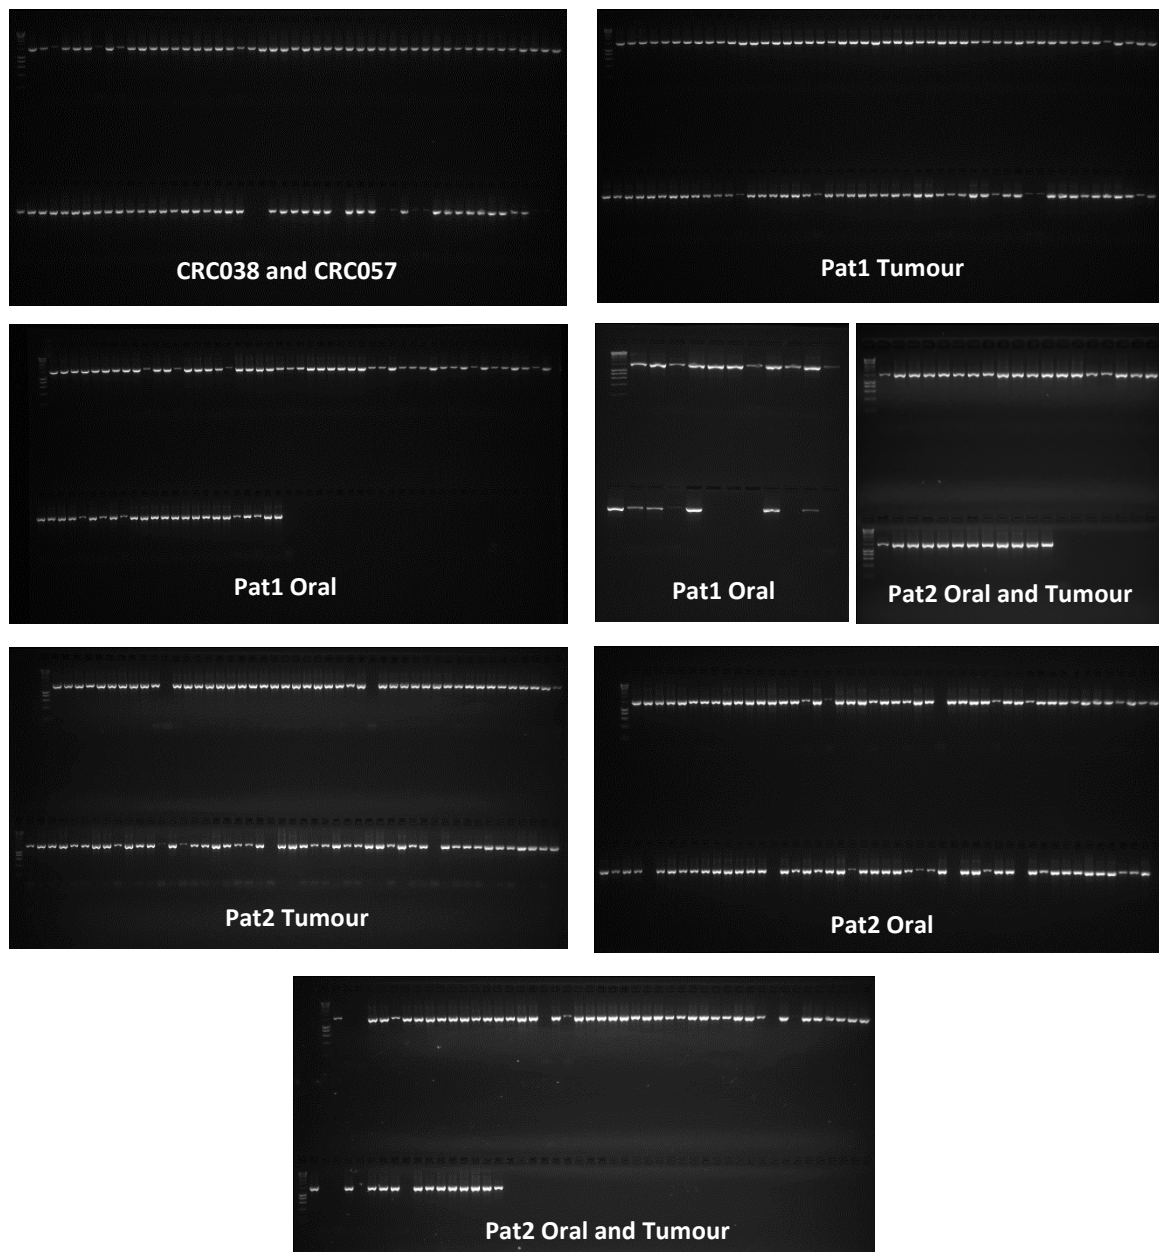 CRC038 and CRC057
Pat1 Tumour
Pat1 Oral
Pat1 Oral
Pat2 Oral and Tumour
Pat2 Tumour
Pat2 Oral
Pat2 Oral and Tumour